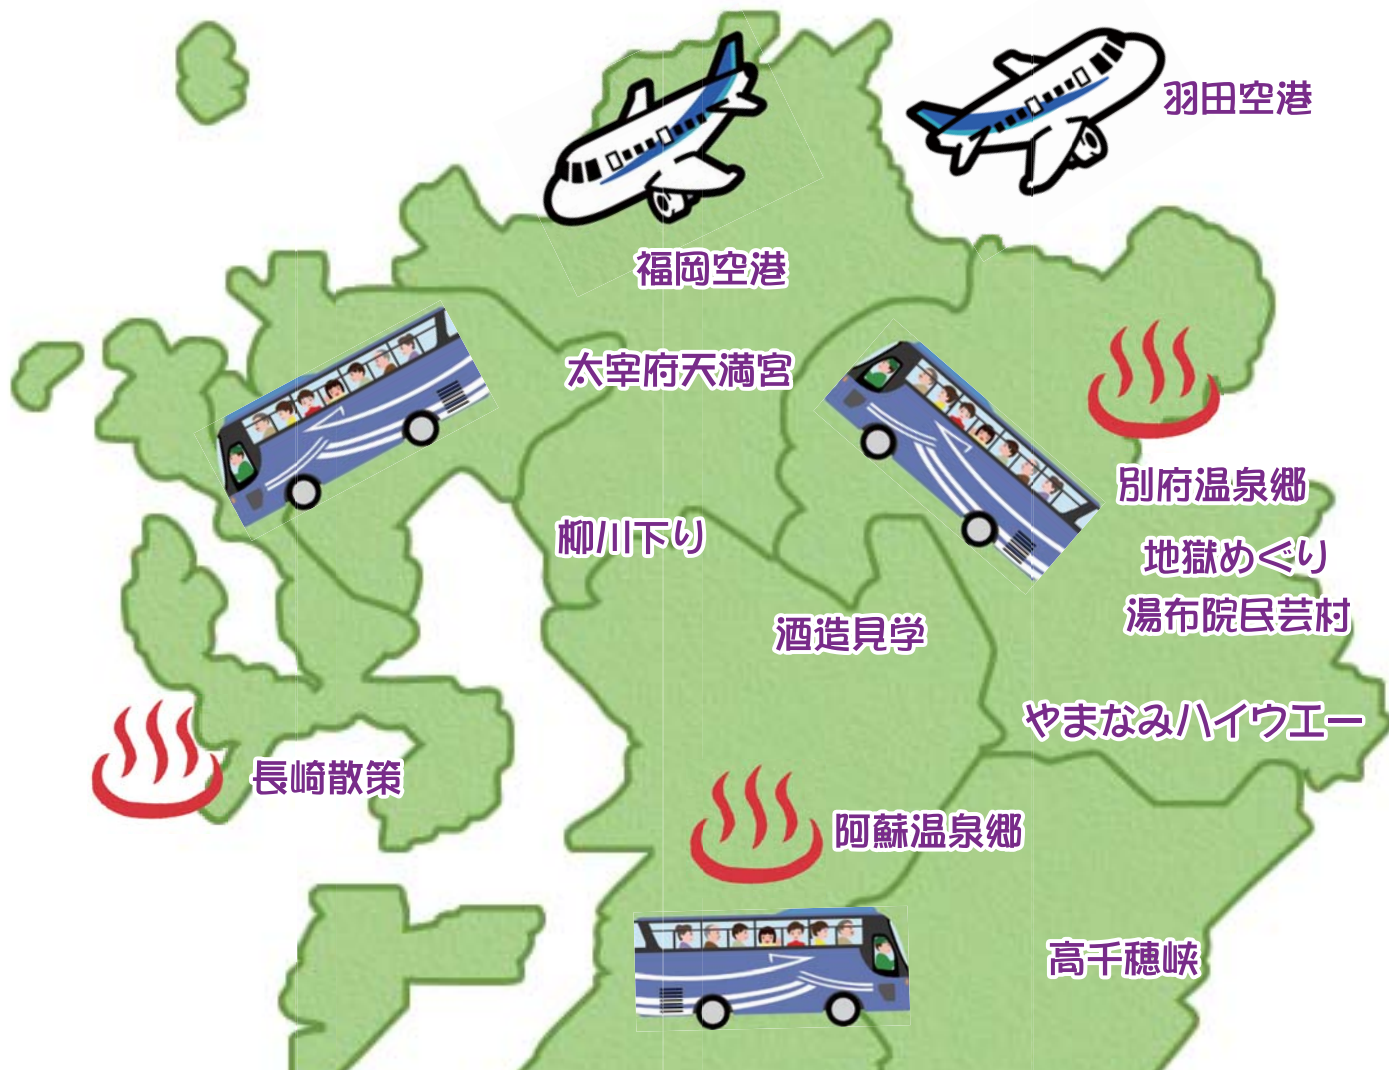 羽田空港
福岡空港
太宰府天満宮
別府温泉郷
柳川下り
地獄めぐり
湯布院民芸村
酒造見学
やまなみハイウエー
長崎散策
阿蘇温泉郷
高千穂峡